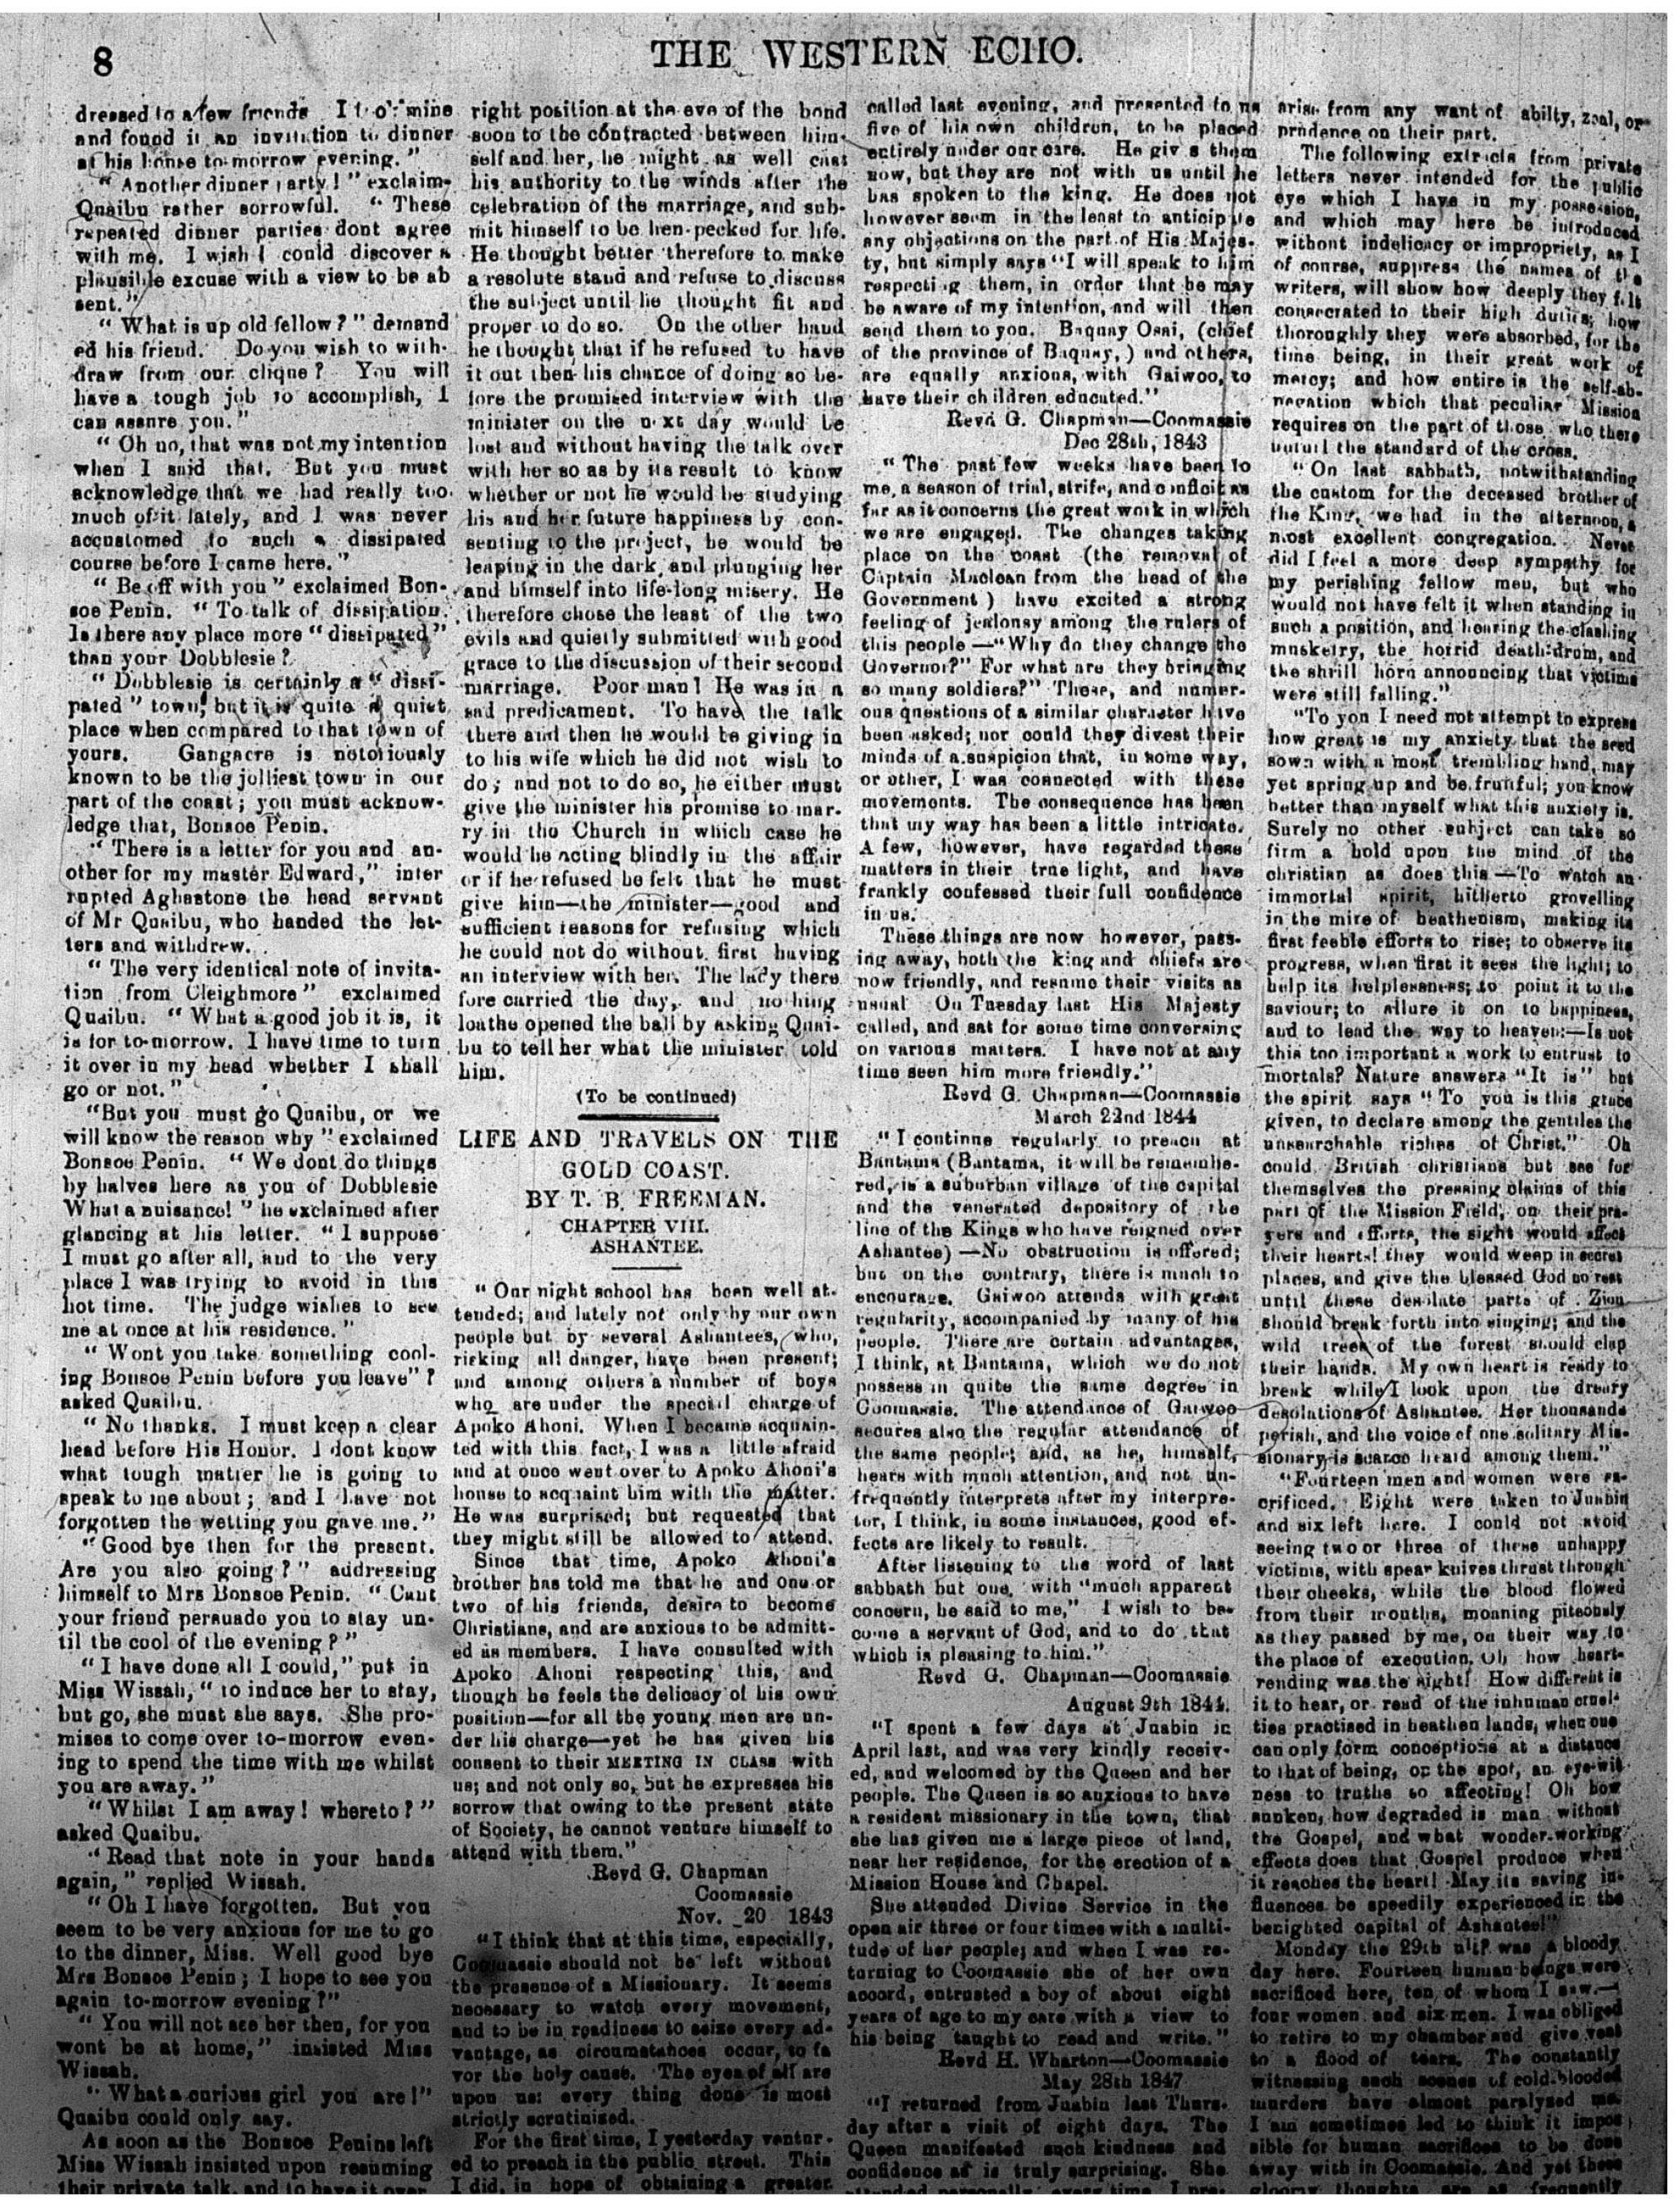 8
THE WESTERN ECHO.
dressed to a few friends I t o' mine
and found it an invitation to dinner
at his house to-morrow evening."
" Another dinner party ! " exclaim-
Quaibu rather sorrowful. " These
repeated dinner parties dont agree
with me. I wish I could discover a
plausible excuse with a view to be ab
sent."
" What is up old fellow ? " demand
ed his friend. Do you wish to with-
draw from our clique ? You will
have a tough job to accomplish, I
can assure you."
" Oh no, that was not my intention
when I said that. But you must
acknowledge that we had really too
much of it lately, and I was never
accustomed to such a dissipated
course before I came here."
" Be off with you " exclaimed Bon-
soe Penin. " To talk of dissipation.
Is there any place more " dissipated "
than your Dobblesie ?
" Dobblesie is certainly a " dissi-
pated " town, but it is quite a quiet
place when compared to that town of
yours. Gangacre is notoriously
known to be the jolliest town in our
part of the coast ; you must acknow-
ledge that, Bonsoe Penin.
" There is a letter for you and an-
other for my master Edward," inter
rupted Aghastone the head servant
of Mr Quaibu, who handed the let-
ters and withdrew.
" The very identical note of invita-
tion from Cleighmore " exclaimed
Quaibu. " What a good job it is, it
is for to-morrow. I have time to turn
it over in my head whether I shall
go or not."
"But you must go Quaibu, or we
will know the reason why " exclaimed
Bonsoe Penin. " We dont do things
by halves here as you of Dobblesie
What a nuisance! " he exclaimed after
glancing at his letter. " I suppose
I must go after all, and to the very
place I was trying to avoid in this
hot time. The judge wishes to see
me at once at his residence."
" Wont you take something cool-
ing Bonsoe Penin before you leave" ?
asked Quaibu.
" No thanks. I must keep a clear
head before His Honor. I dont know
what tough matter he is going to
speak to me about ; and I have not
forgotten the wetting you gave me."
" Good bye then for the present.
Are you also going ? " addressing
himself to Mrs Bonsoe Penin. " Cant
your friend persuade you to stay un-
til the cool of the evening ? "
" I have done all I could," put in
Miss Wissah, " to induce her to stay,
but go, she must she says. She pro-
mises to come over to-morrow even-
ing to spend the time with me whilst
you are away."
" Whilst I am away ! whereto ? "
asked Quaibu.
" Read that note in your hands
again," replied Wissah.
" Oh I have forgotten. But you
seem to be very anxious for me to go
to the dinner, Miss. Well good bye
Mrs Bonsoe Penin ; I hope to see you
again to-morrow evening ?"
" You will not see her then, for you
wont be at home," insisted Miss
Wissah.
" What a curious girl you are ! "
Quaibu could only say.
As soon as the Bonsoe Penins left
Miss Wissah insisted upon resuming
their private talk, and to have it over
right position at the eve of the bond
soon to the contracted between him-
self and her, he might as well cast
his authority to the winds after the
celebration of the marriage, and sub-
mit himself to be hen-pecked for life.
He thought better therefore to make
a resolute stand and refuse to discuss
the subject until he thought fit and
proper to do so. On the other hand
he thought that if he refused to have
it out then his chance of doing so be-
fore the promised interview with the
minister on the next day would be
lost and without having the talk over
with her so as by its result to know
whether or not he would be studying
his and her future happiness by con-
senting to the project, he would be
leaping in the dark and plunging her
and himself into life-long misery. He
therefore chose the least of the two
evils and quietly submitted with good
grace to the discussion of their second
marriage. Poor man ! He was in a
sad predicament. To have the talk
there and then he would be giving in
to his wife which he did not wish to
do ; and not to do so, he either must
give the minister his promise to mar-
ry in the Church in which case he
would be acting blindly in the affair
or if he refused he felt that he must
give him—the minister—good and
sufficient reasons for refusing which
he could not do without first having
an interview with her. The lady there
fore carried the day, and nothing
loathe opened the ball by asking Quai-
bu to tell her what the minister told
him.
(To be continued)
LIFE AND TRAVELS ON THE
GOLD COAST.
BY T. B. FREEMAN.
CHAPTER VIII.
ASHANTEE.
" Our night school has been well at-
tended; and lately not only by our own
people but by several Ashantees, who,
risking all danger, have been present;
and among others a number of boys
who are under the special charge of
Apoko Ahoni. When I became acquain-
ted with this fact, I was a little afraid
and at once went over to Apoko Ahoni's
house to acquaint him with the matter.
He was surprised; but requested that
they might still be allowed to attend.
Since that time, Apoko Ahoni's
brother has told me that he and one or
two of his friends, desire to become
Christians, and are anxious to be admitt-
ed as members. I have consulted with
Apoko Ahoni respecting this, and
though he feels the delicacy of his own
position—for all the young men are un-
der his charge—yet he has given his
consent to their MEETING IN CLASS with
us; and not only so, but he expresses his
sorrow that owing to the present state
of Society, he cannot venture himself to
attend with them."
Revd G. Chapman
Coomassie
Nov. 20 1843
"I think that at this time, especially,
Coomassie should not be left without
the presence of a Missionary. It seems
necessary to watch every movement,
and to be in readiness to seize every ad-
vantage, as circumstances occur, to fa
vor the holy cause. The eyes of all are
upon us: every thing done is most
strictly scrutinised.
For the first time, I yesterday ventur-
ed to preach in the public street. This
I did, in hope of obtaining a greater
called last evening, and presented to us
five of his own children, to be placed
entirely under our care. He gives them
now, but they are not with us until he
has spoken to the king. He does not
however seem in the least to anticipate
any objections on the part of His Majes-
ty, but simply says "I will speak to him
respecting them, in order that he may
be aware of my intention, and will then
send them to you. Baquay Osai, (chief
of the province of Baquay,) and others,
are equally anxious, with Gaiwoo, to
have their children educated."
Revd G. Chapman—Coomassie
Dec 28th, 1843
" The past few weeks have been to
me, a season of trial, strife, and conflict as
far as it concerns the great work in which
we are engaged. The changes taking
place on the coast (the removal of
Captain Maclean from the head of the
Government ) have excited a strong
feeling of jealousy among the rulers of
this people —"Why do they change the
Governor?" For what are they bringing
so many soldiers?" These, and numer-
ous questions of a similar character have
been asked; nor could they divest their
minds of a suspicion that, in some way,
or other, I was connected with these
movements. The consequence has been
that my way has been a little intricate.
A few, however, have regarded these
matters in their true light, and have
frankly confessed their full confidence
in us.
These things are now however, pass-
ing away, both the king and chiefs are
now friendly, and resume their visits as
usual On Tuesday last His Majesty
called, and sat for some time conversing
on various matters. I have not at any
time seen him more friendly."
Revd G. Chapman—Coomassie
March 22nd 1844
" I continue regularly to preach at
Bantama (Bantama, it will be remembe-
red, is a suburban village of the capital
and the venerated depository of the
line of the Kings who have reigned over
Ashantee) —No obstruction is offered;
but on the contrary, there is much to
encourage. Gaiwoo attends with great
regularity, accompanied by many of his
people. There are certain advantages,
I think, at Bantama, which we do not
possess in quite the same degree in
Coomassie. The attendance of Gaiwoo
secures also the regular attendance of
the same people; and, as he, himself,
hears with much attention, and not un-
frequently interprets after my interpre-
ter, I think, in some instances, good ef-
fects are likely to result.
After listening to the word of last
sabbath but one, with "much apparent
concern, he said to me," I wish to be-
come a servant of God, and to do that
which is pleasing to him."
Revd G. Chapman—Coomassie
August 9th 1844.
"I spent a few days at Juabin in
April last, and was very kindly receiv-
ed, and welcomed by the Queen and her
people. The Queen is so anxious to have
a resident missionary in the town, that
she has given me a large piece of land,
near her residence, for the erection of a
Mission House and Chapel.
She attended Divine Service in the
open air three or four times with a multi-
tude of her people; and when I was re-
turning to Coomassie she of her own
accord, entrusted a boy of about eight
years of age to my care with a view to
his being taught to read and write."
Revd H. Wharton—Coomassie
May 28th 1847
"I returned from Juabin last Thurs-
day after a visit of eight days. The
Queen manifested such kindness and
confidence as is truly surprising. She
attended personally every time I pre-
arise from any want of abilty, zeal, or
prudence on their part.
The following extricts from private
letters never intended for the public
eye which I have in my possession,
and which may here be introduced
without indelicacy or impropriety, as I
of course, suppress the names of the
writers, will show how deeply they felt
consecrated to their high duties; how
thoroughly they were absorbed, for the
time being, in their great work of
mercy; and how entire is the self-ab-
negation which that peculiar Mission
requires on the part of those who there
unfurl the standard of the cross.
"On last sabbath, notwithstanding
the custom for the deceased brother of
the King, we had in the afternoon, a
most excellent congregation. Never
did I feel a more deep sympathy for
my perishing fellow men, but who
would not have felt it when standing in
such a position, and hearing the clashing
musketry, the horrid death-drum, and
the shrill horn announcing that victims
were still falling."
"To you I need not attempt to express
how great is my anxiety that the seed
sown with a most trembling hand, may
yet spring up and be fruitful; you know
better than myself what this anxiety is.
Surely no other subject can take so
firm a hold upon the mind of the
christian as does this —To watch an
immortal spirit, hitherto grovelling
in the mire of heathenism, making its
first feeble efforts to rise; to observe its
progress, when first it sees the light; to
help its helplessness; to point it to the
saviour; to allure it on to happiness,
and to lead the way to heaven:—Is not
this too important a work to entrust to
mortals? Nature answers "It is" but
the spirit says " To you is this grace
given, to declare among the gentiles the
unsearchable riches of Christ." Oh
could British christians but see for
themselves the pressing claims of this
part of the Mission Field, on their pra-
yers and efforts, the sight would affect
their hearts! they would weep in secret
places, and give the blessed God no rest
until these desolate parts of Zion
should break forth into singing; and the
wild trees of the forest should clap
their hands. My own heart is ready to
break while I look upon the dreary
desolations of Ashantee. Her thousands
perish, and the voice of one solitary Mis-
sionary is scarce heard among them."
"Fourteen men and women were sa-
crificed. Eight were taken to Juabin
and six left here. I could not avoid
seeing two or three of these unhappy
victims, with spear knives thrust through
their cheeks, while the blood flowed
from their mouths, moaning piteously
as they passed by me, on their way to
the place of execution. Oh how heart-
rending was the sight! How different is
it to hear, or read of the inhuman cruel-
ties practised in heathen lands, when one
can only form conceptions at a distance
to that of being, on the spot, an eye-wit-
ness to truths so affecting! Oh how
sunken, how degraded is man without
the Gospel, and what wonder-working
effects does that Gospel produce when
it reaches the heart! May its saving in-
fluences be speedily experienced in the
benighted capital of Ashantee!"
Monday the 29th ult? was a bloody
day here. Fourteen human beings were
sacrificed here, ten of whom I saw.—
four women and six men. I was obliged
to retire to my chamber and give vent
to a flood of tears. The constantly
witnessing such scenes of cold-blooded
murders have almost paralysed me.
I am sometimes led to think it impos
sible for human sacrifices to be done
away with in Coomassie. And yet these
gloomy thoughts are as frequently